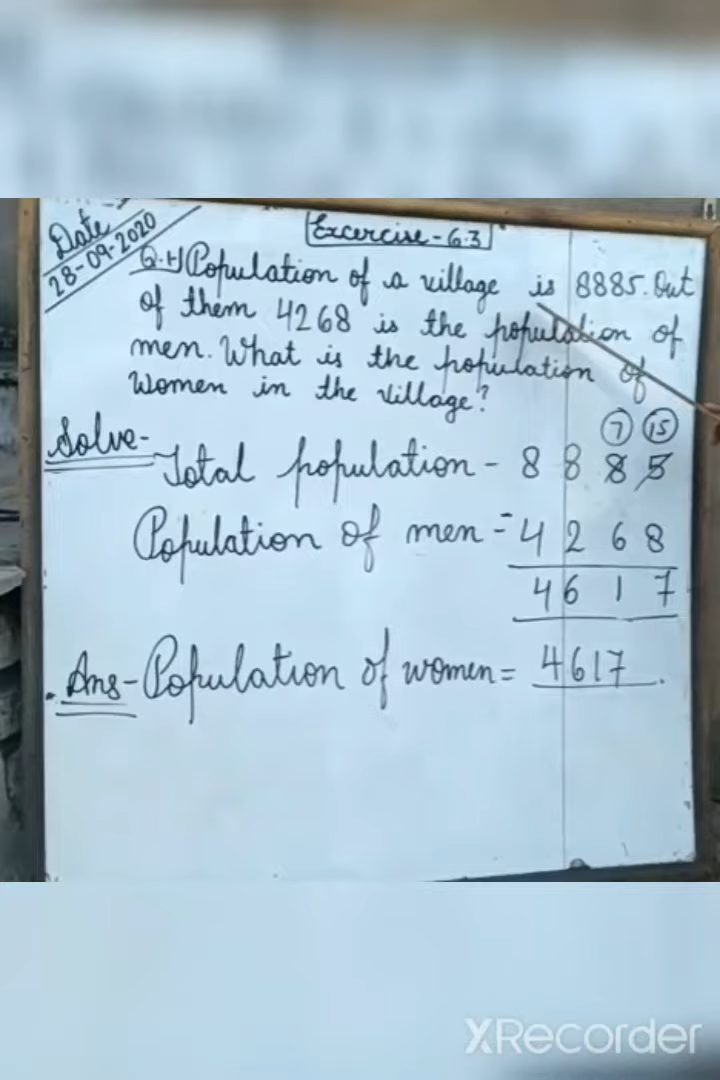 Date
28-09-2020
Excercise-6.3
Q.1) Population of a village is 8885. Out
of them 4268 is the population of
men. What is the population of
Women in the village?
Solve-
7 15
Total population - 8 8 8 5
Population of men = - 4 2 6 8
4 6 1 7
Ans- Population of women = 4617.
XRecorder